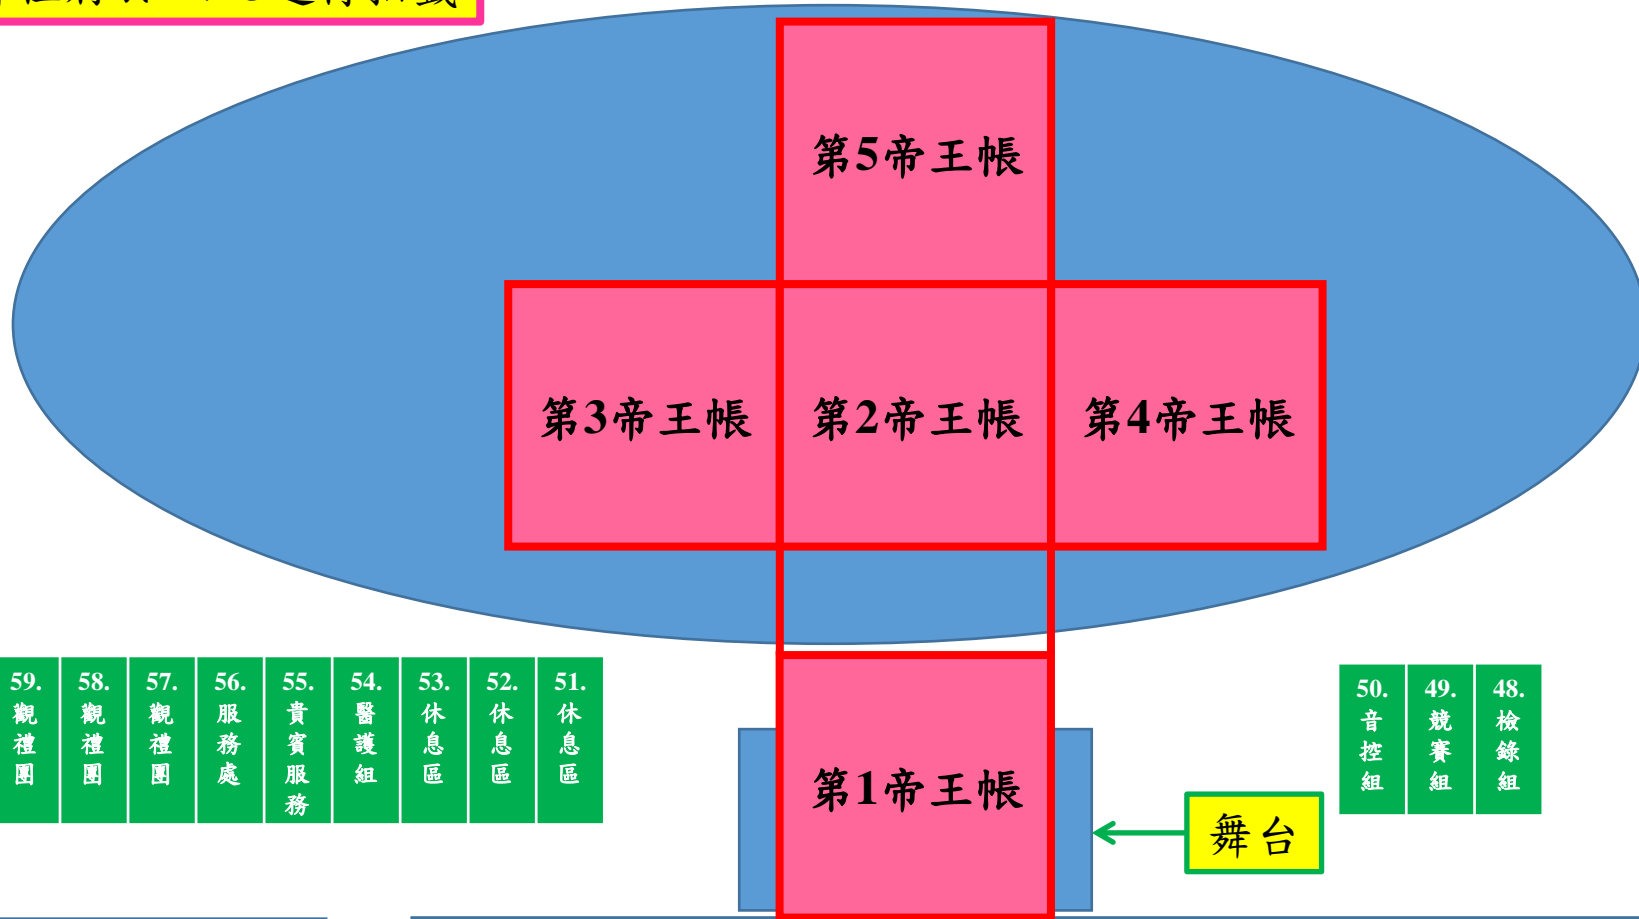 第5帝王帳
第3帝王帳
第2帝王帳
第4帝王帳
59.觀禮團
58.觀禮團
57.觀禮團
56.服務處
55.貴賓服務
54.醫護組
53.休息區
52.休息區
51.休息區
50.音控組
49.競賽組
48.檢錄組
第1帝王帳
舞台